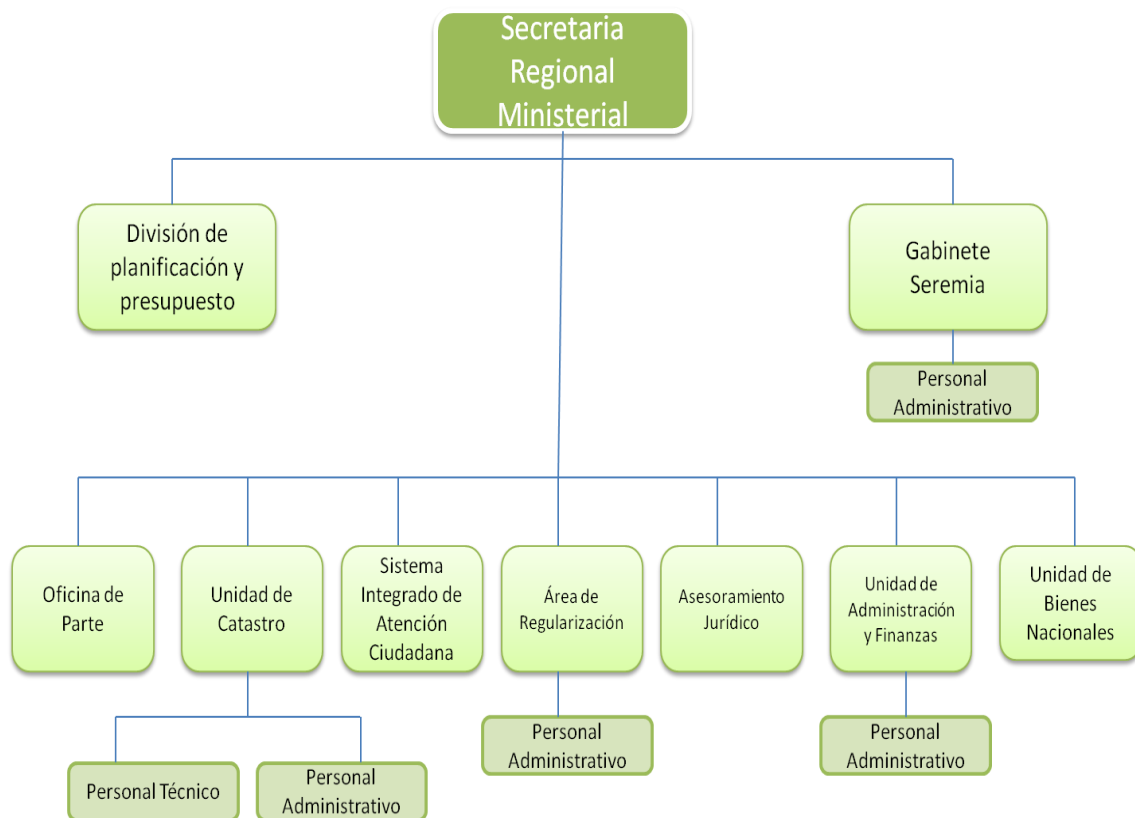 Secretaria
Regional
Ministerial
División de
planificación y
presupuesto
Gabinete
Seremia
Personal
Administrativo
Oficina de
Parte
Unidad de
Catastro
Sistema
Integrado de
Atención
Ciudadana
Área de
Regularización
Asesoramiento
Jurídico
Unidad de
Administración
y Finanzas
Unidad de
Bienes
Nacionales
Personal Técnico
Personal
Administrativo
Personal
Administrativo
Personal
Administrativo